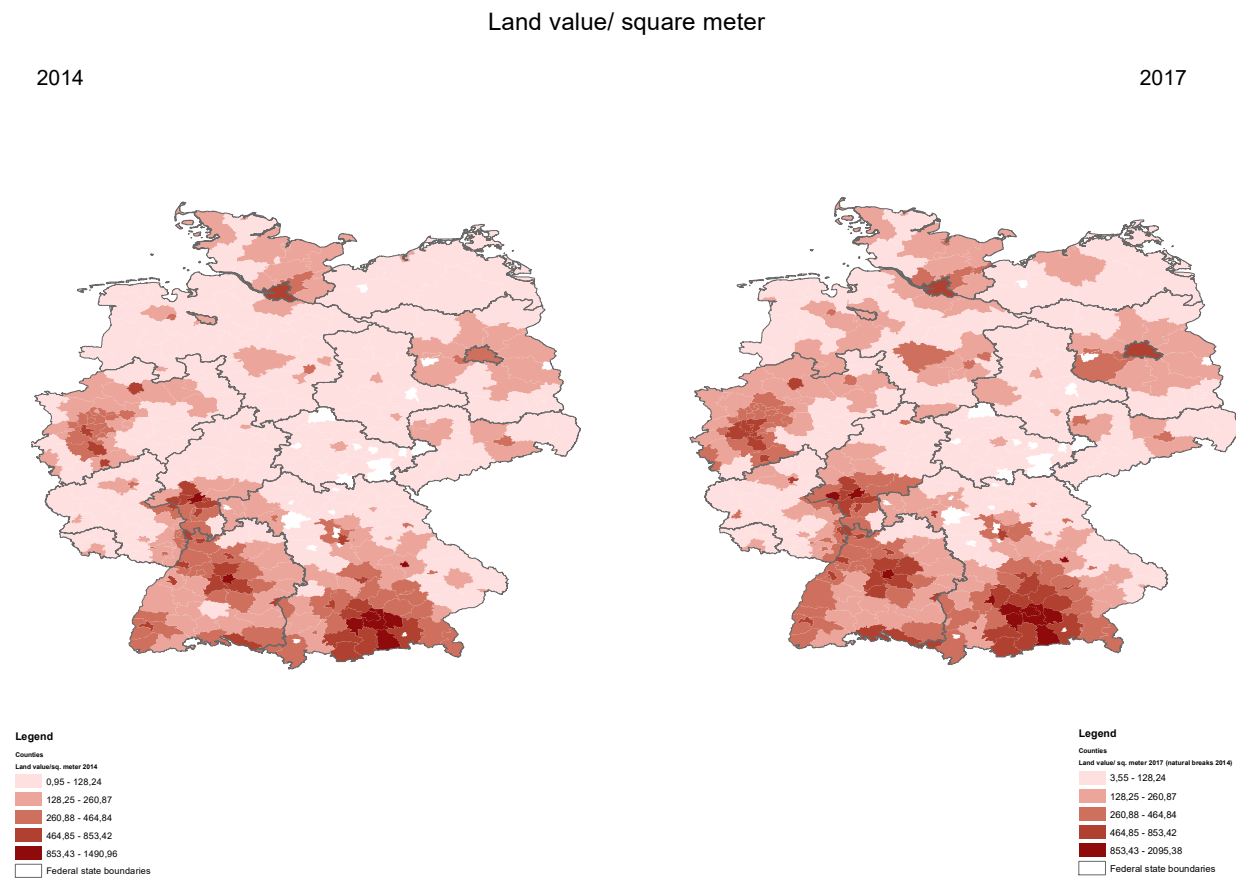 Land value/ square meter
2014
2017
Legend
Counties
Land value/sq. meter 2014
0,95 - 128,24
128,25 - 260,87
260,88 - 464,84
464,85 - 853,42
853,43 - 1490,96
Federal state boundaries
Legend
Counties
Land value/ sq. meter 2017 (natural breaks 2014)
3,55 - 128,24
128,25 - 260,87
260,88 - 464,84
464,85 - 853,42
853,43 - 2095,38
Federal state boundaries